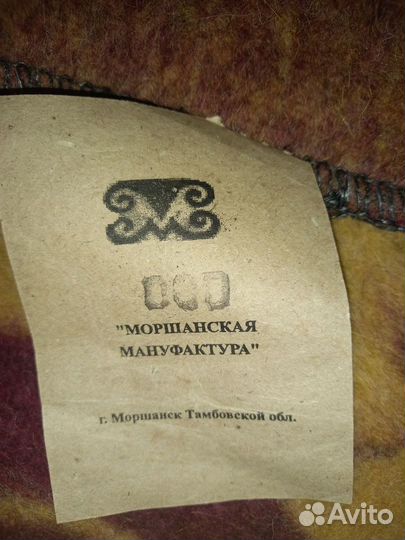 ООО
"МОРШАНСКАЯ
МАНУФАКТУРА"
г. Моршанск Тамбовской обл.
Avito